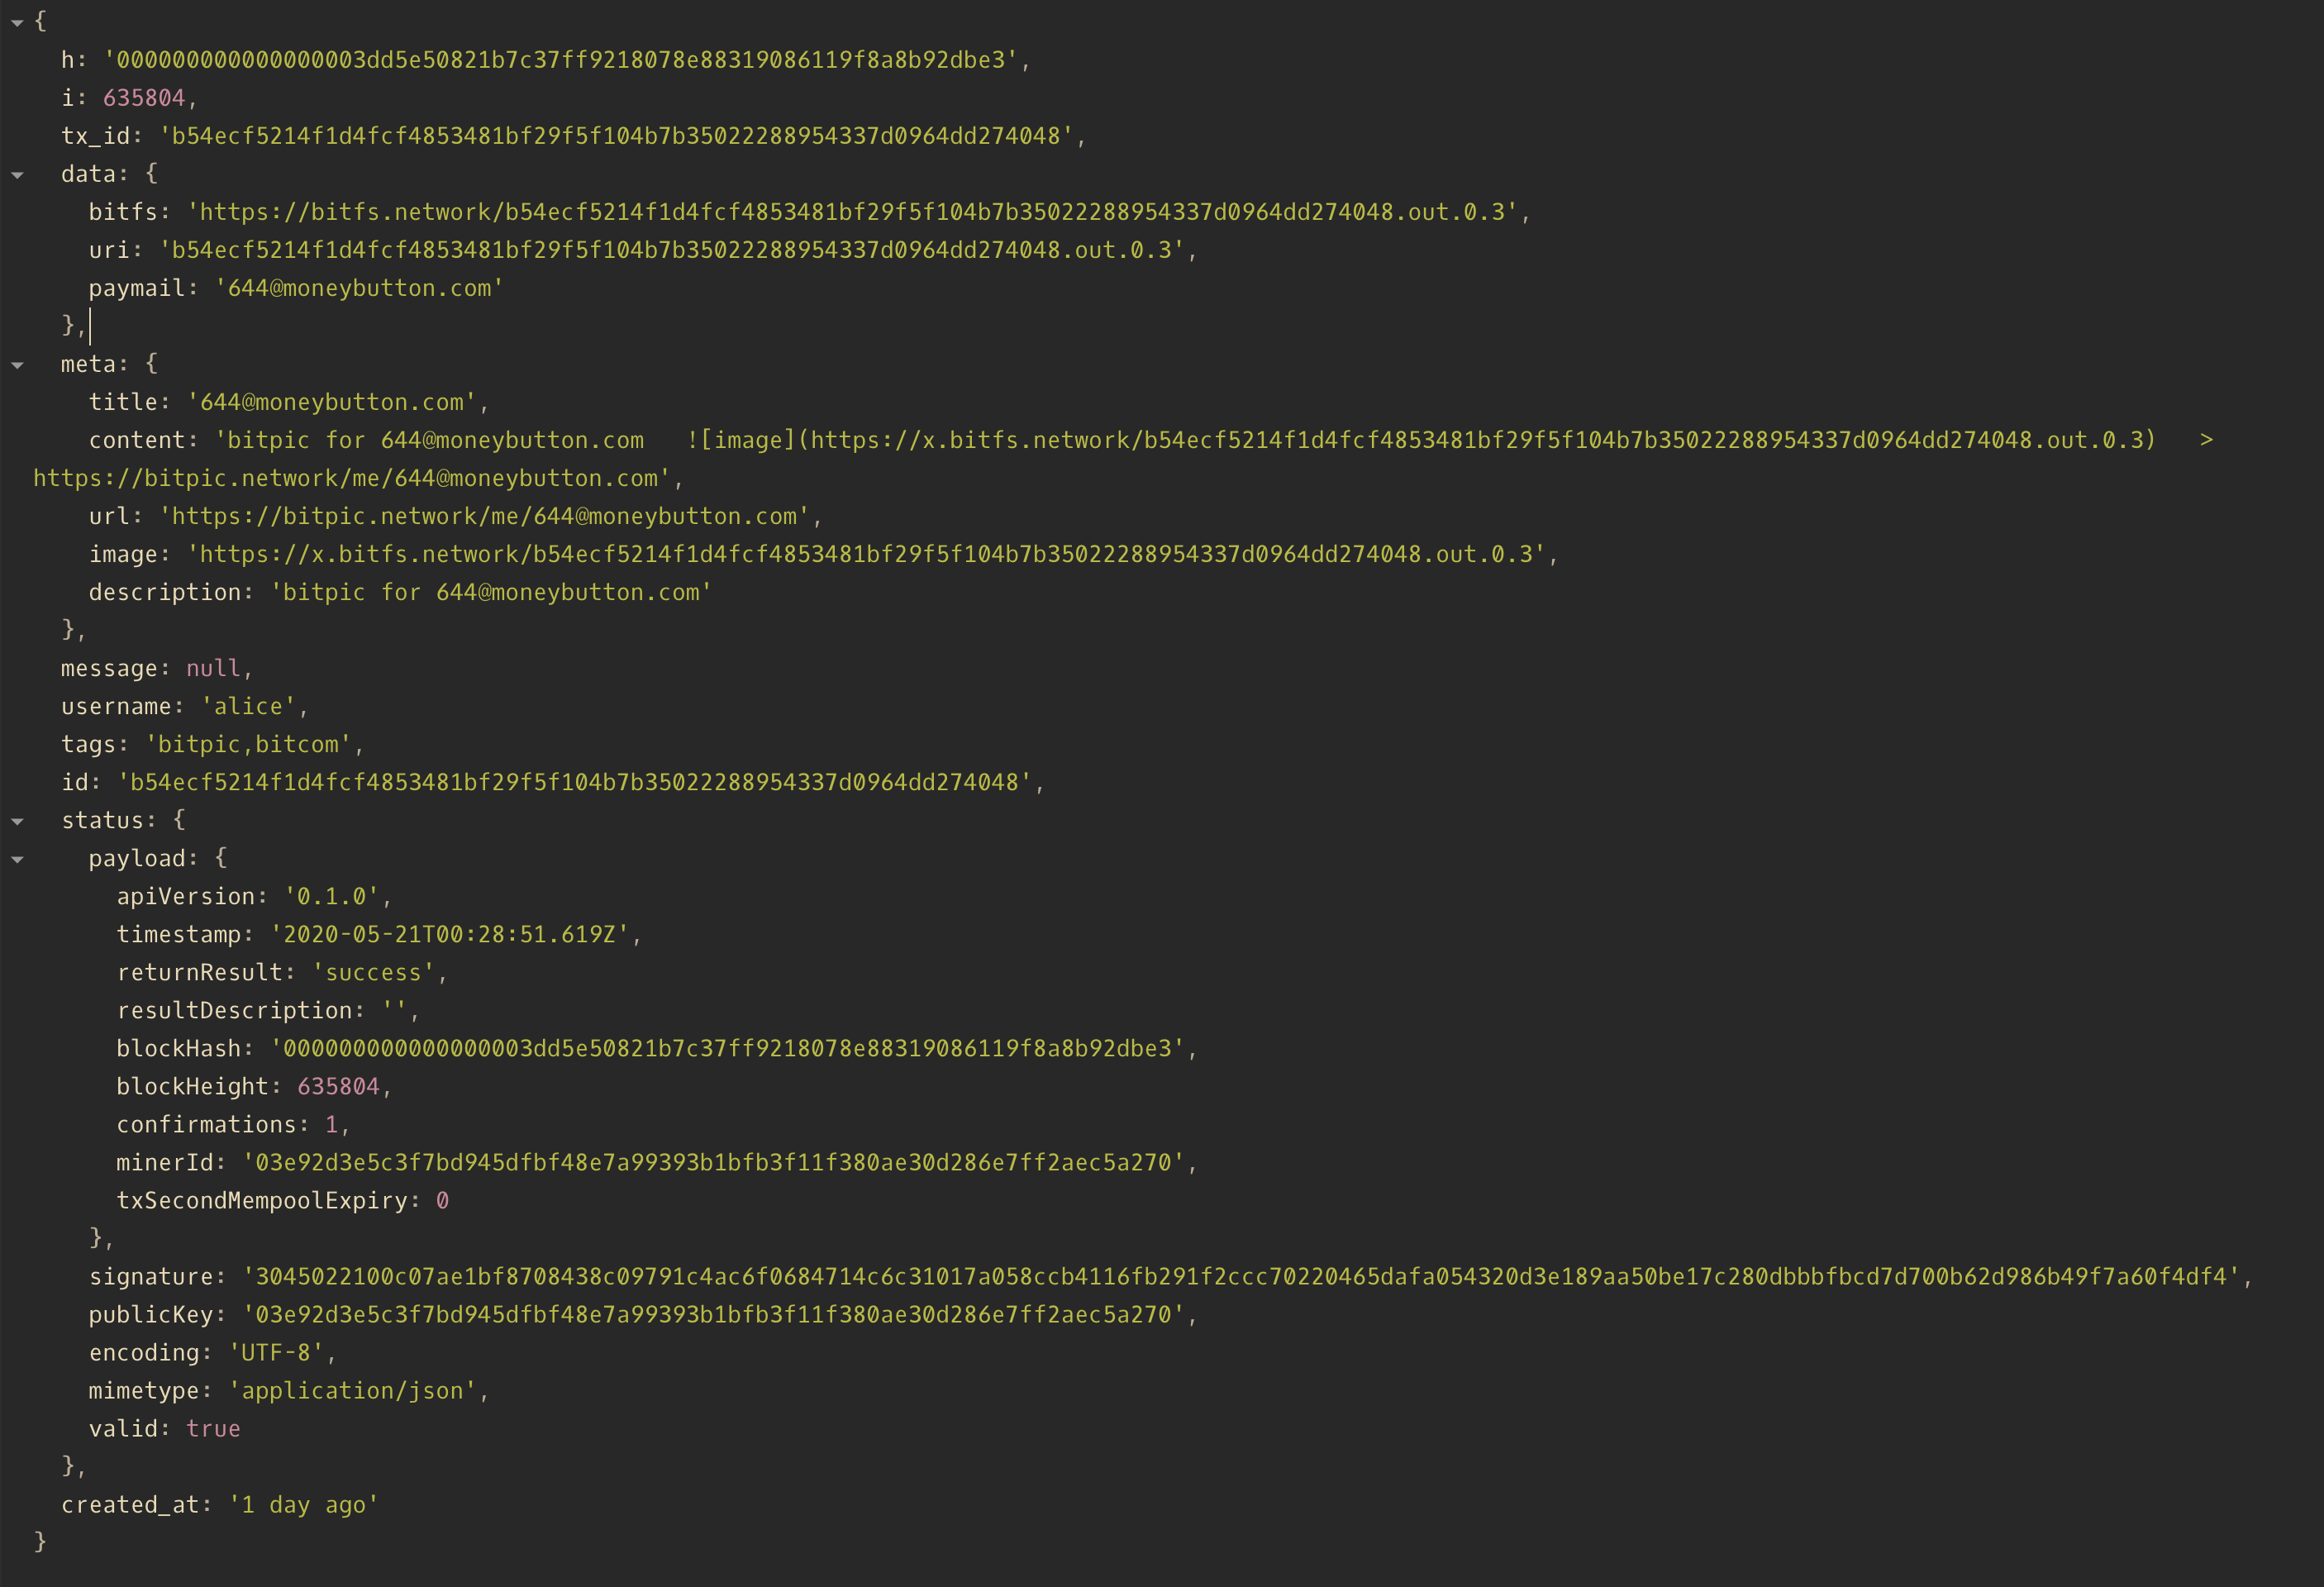 {
  h: '000000000000000003dd5e50821b7c37ff9218078e88319086119f8a8b92dbe3',
  i: 635804,
  tx_id: 'b54ecf5214f1d4fcf4853481bf29f5f104b7b35022288954337d0964dd274048',
  data: {
    bitfs: 'https://bitfs.network/b54ecf5214f1d4fcf4853481bf29f5f104b7b35022288954337d0964dd274048.out.0.3',
    uri: 'b54ecf5214f1d4fcf4853481bf29f5f104b7b35022288954337d0964dd274048.out.0.3',
    paymail: '644@moneybutton.com'
  },
  meta: {
    title: '644@moneybutton.com',
    content: 'bitpic for 644@moneybutton.com   ![image](https://x.bitfs.network/b54ecf5214f1d4fcf4853481bf29f5f104b7b35022288954337d0964dd274048.out.0.3)   >
https://bitpic.network/me/644@moneybutton.com',
    url: 'https://bitpic.network/me/644@moneybutton.com',
    image: 'https://x.bitfs.network/b54ecf5214f1d4fcf4853481bf29f5f104b7b35022288954337d0964dd274048.out.0.3',
    description: 'bitpic for 644@moneybutton.com'
  },
  message: null,
  username: 'alice',
  tags: 'bitpic,bitcom',
  id: 'b54ecf5214f1d4fcf4853481bf29f5f104b7b35022288954337d0964dd274048',
  status: {
    payload: {
      apiVersion: '0.1.0',
      timestamp: '2020-05-21T00:28:51.619Z',
      returnResult: 'success',
      resultDescription: '',
      blockHash: '000000000000000003dd5e50821b7c37ff9218078e88319086119f8a8b92dbe3',
      blockHeight: 635804,
      confirmations: 1,
      minerId: '03e92d3e5c3f7bd945dfbf48e7a99393b1bfb3f11f380ae30d286e7ff2aec5a270',
      txSecondMempoolExpiry: 0
    },
    signature: '3045022100c07ae1bf8708438c09791c4ac6f0684714c6c31017a058ccb4116fb291f2ccc70220465dafa054320d3e189aa50be17c280dbbbfbcd7d700b62d986b49f7a60f4df4',
    publicKey: '03e92d3e5c3f7bd945dfbf48e7a99393b1bfb3f11f380ae30d286e7ff2aec5a270',
    encoding: 'UTF-8',
    mimetype: 'application/json',
    valid: true
  },
  created_at: '1 day ago'
}